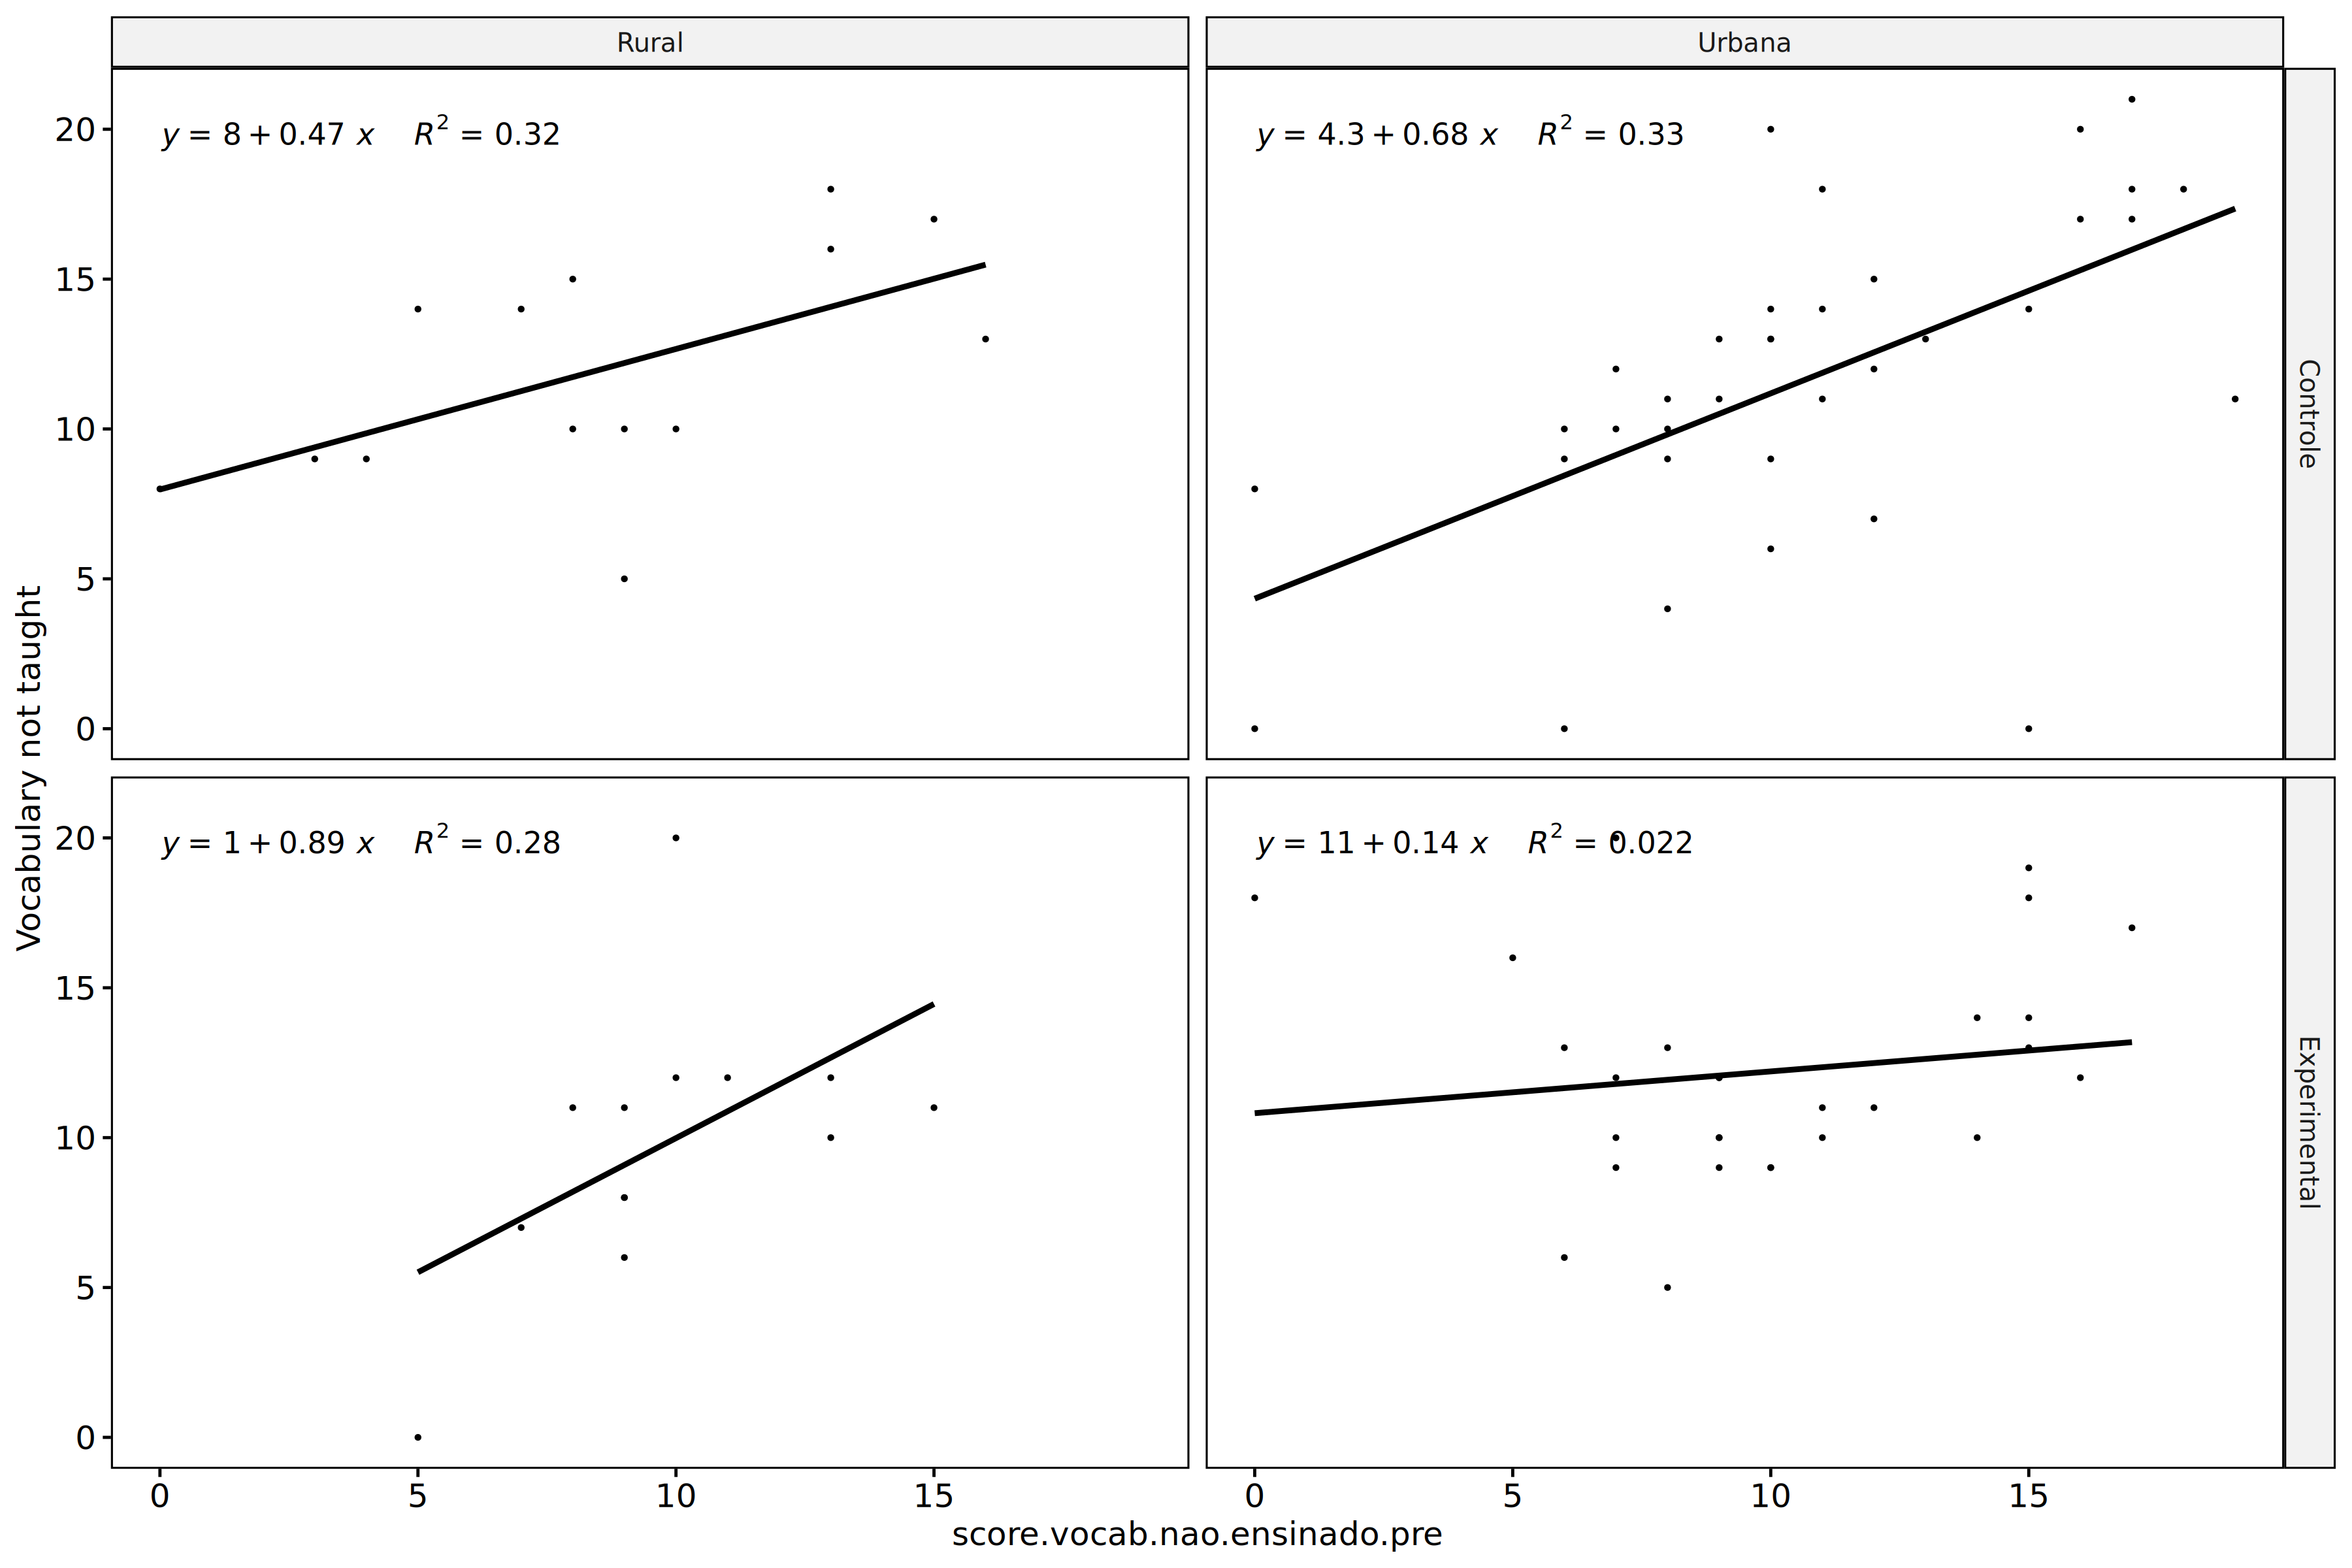 Rural
Urbana
y = 8 + 0.47 x R² = 0.32
y = 4.3 + 0.68 x R² = 0.33
20
15
10
5
0
Controle
y = 1 + 0.89 x R² = 0.28
y = 11 + 0.14 x R² = 0.022
20
15
10
5
0
Experimental
Vocabulary not taught
0 5 10 15
0 5 10 15
score.vocab.nao.ensinado.pre